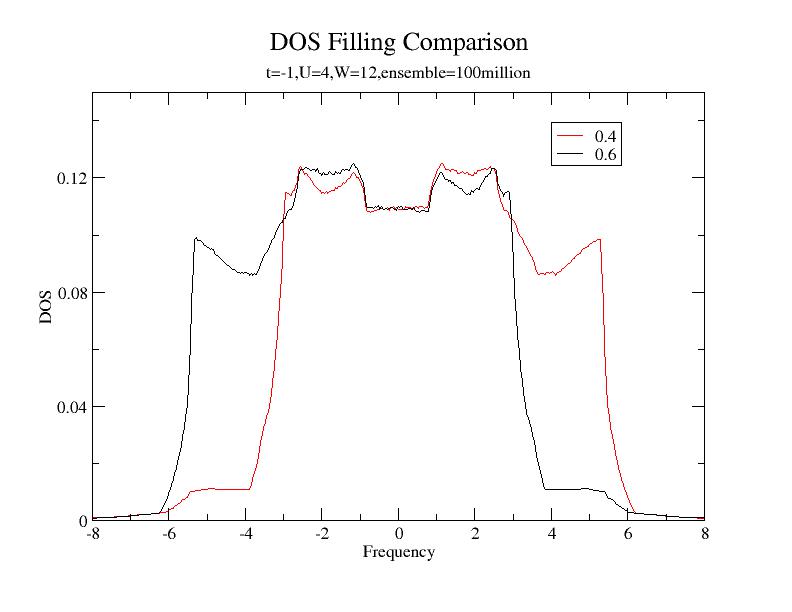 DOS Filling Comparison
t=-1,U=4,W=12,ensemble=100million
0.4
0.6
0.12
0.08
0.04
0
DOS
-8 -6 -4 -2 0 2 4 6 8
Frequency